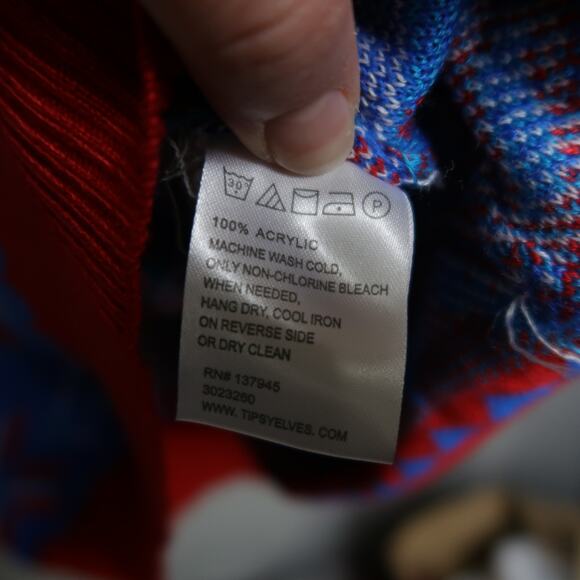 30°
P
100% ACRYLIC
MACHINE WASH COLD,
ONLY NON-CHLORINE BLEACH
WHEN NEEDED,
HANG DRY, COOL IRON
ON REVERSE SIDE
OR DRY CLEAN
RN# 137945
3023260
WWW. TIPSYELVES. COM